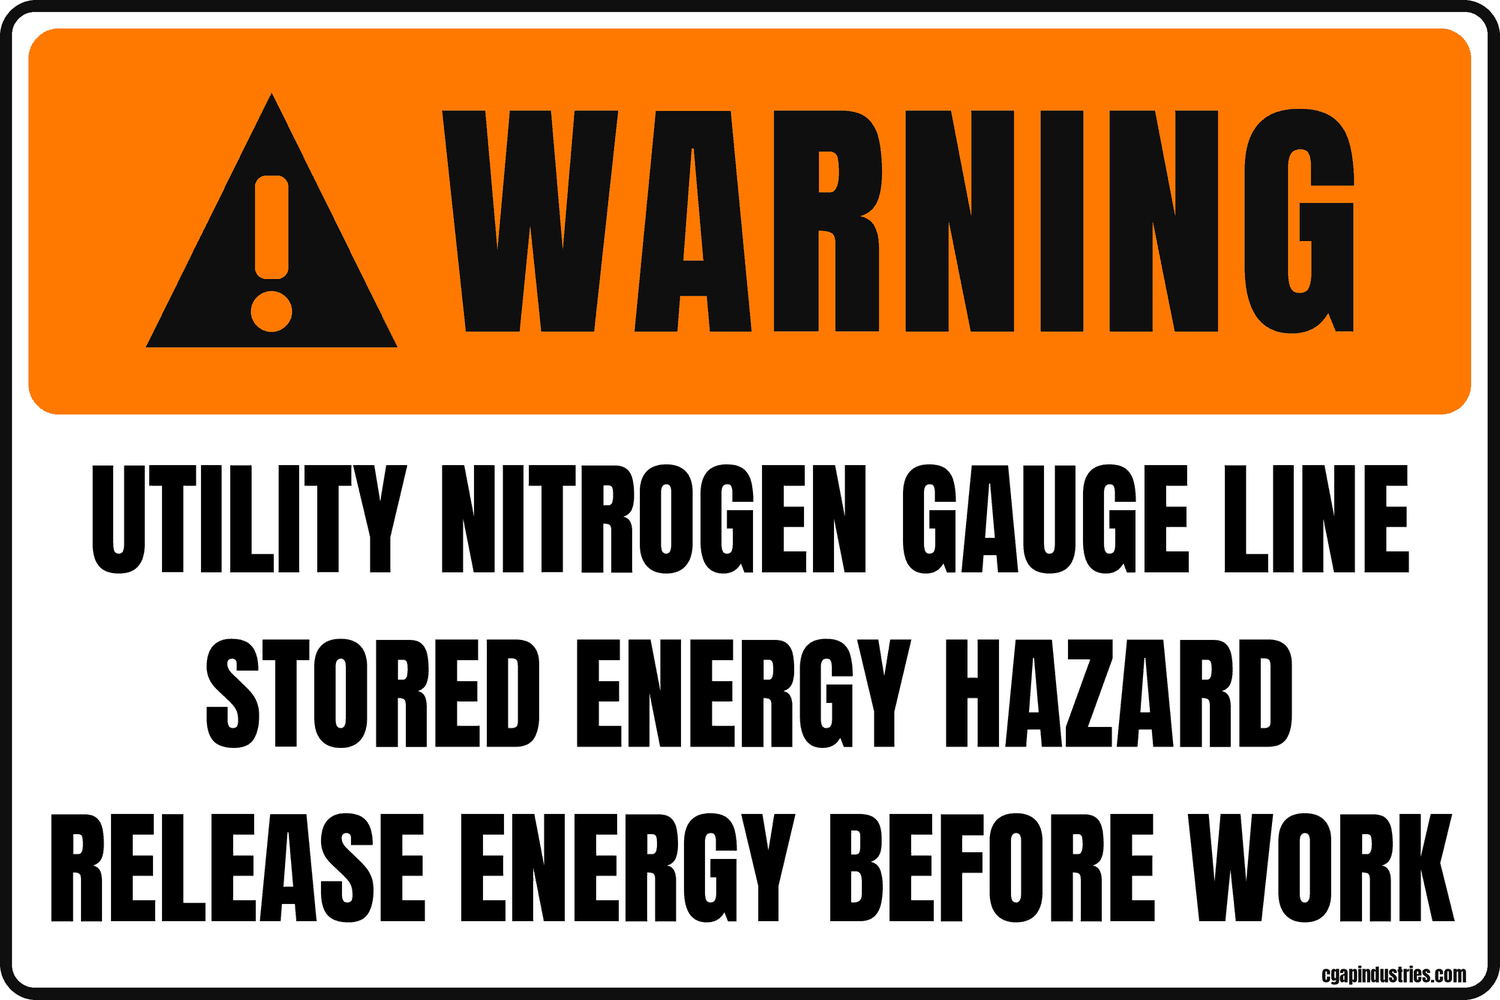 WARNING
UTILITY NITROGEN GAUGE LINE
STORED ENERGY HAZARD
RELEASE ENERGY BEFORE WORK
cgapindustries.com